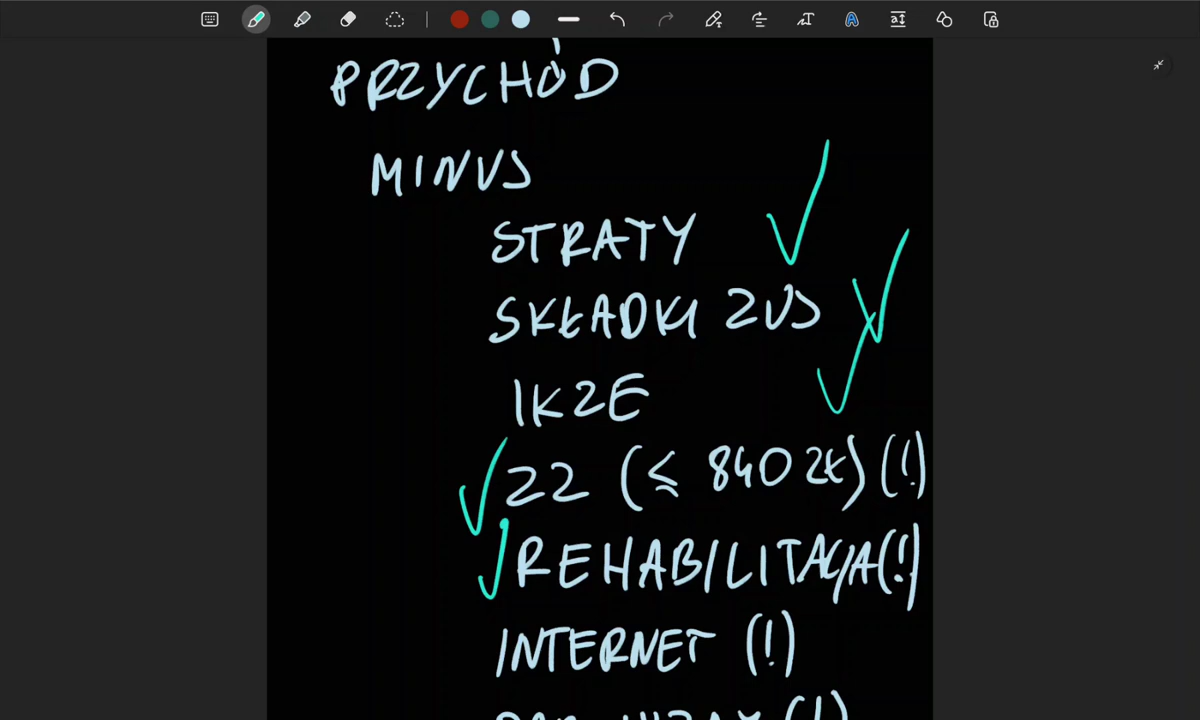 PRZYCHÓD
MINUS
STRATY
SKŁADKI ZUS
IKZE
ZZ (≤ 840 ZŁ) (!)
REHABILITACJA (!)
INTERNET (!)
(!)